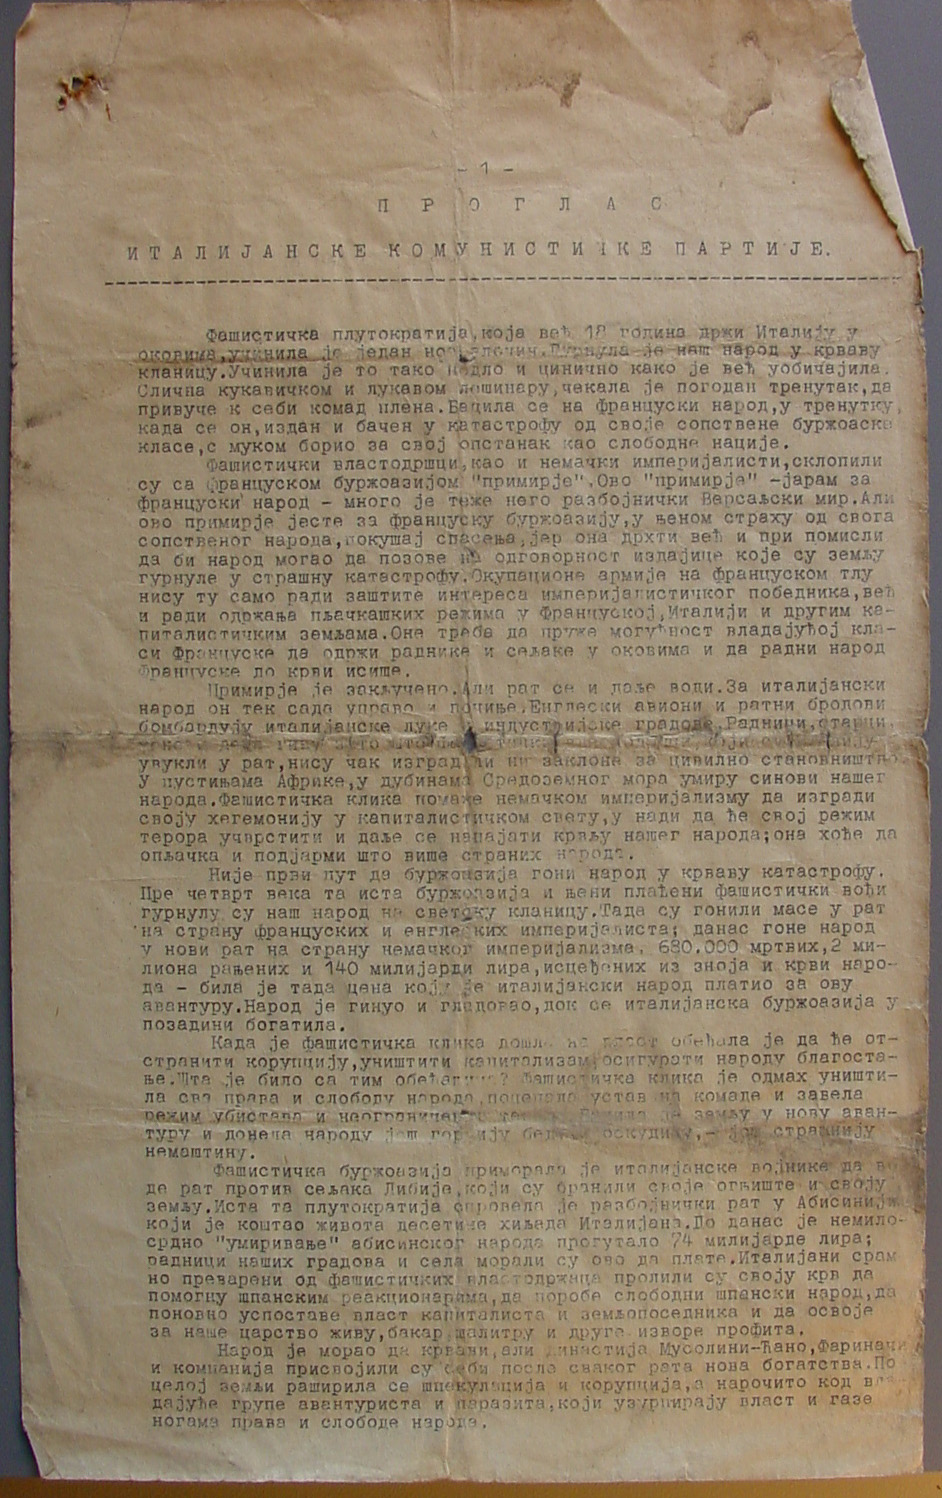 - 1 -
П Р О Г Л А С
ИТАЛИЈАНСКЕ КОМУНИСТИЧКЕ ПАРТИЈЕ.
Фашистичка плутократија,која већ 18 година држи Италију у
оковима,учинила је један нов злочин.Гурнула је наш народ у крваву
кланицу.Учинила је то тако подло и цинично како је већ уобичајила.
Слична кукавичком и лукавом лешинару,чекала је погодан тренутак,да
привуче к себи комад плена.Бацила се на француски народ,у тренутку,
када се он,издан и бачен у катастрофу од своје сопствене буржоаске
класе,с муком борио за свој опстанак као слободне нације.
Фашистички властодршци,као и немачки империјалисти,склопили
су са француском буржоазијом "примирје".Ово "примирје" -јарам за
француски народ - много је теже него разбојнички Версаљски мир.Али
ово примирје јесте за француску буржоазију,у њеном страху од свога
сопственог народа,покушај спасења,јер она дрхти већ и при помисли
да би народ могао да позове на одговорност издајице које су земљу
гурнуле у страшну катастрофу.Окупационе армије на француском тлу
нису ту само ради заштите интереса империјалистичког победника,већ
и ради одржања пљачкашких режима у Француској,Италији и другим ка-
питалистичким земљама.Оне треба да пруже могућност владајућој кла-
си Француске да одржи раднике и сељаке у оковима и да радни народ
Француске до крви исише.
Примирје је закључено.Али рат се и даље води.За италијански
народ он тек сада управо и почиње.Енглески авиони и ратни бродови
бомбардују италијанске луке и индустријске градове.Радници,старци,
увукли у рат,нису чак изградили ни заклоне за цивилно становништво.
У пустињама Африке,у дубинама Средоземног мора умиру синови нашег
народа.Фашистичка клика помаже немачком империјализму да изгради
своју хегемонију у капиталистичком свету,у нади да ће свој режим
терора учврстити и даље се напајати крвљу нашег народа;она хоће да
опљачка и подјарми што више страних народа.
Није први пут да буржоазија гони народ у крваву катастрофу.
Пре четврт века та иста буржоазија и њени плаћени фашистички вођи
гурнулу су наш народ на светску кланицу.Тада су гонили масе у рат
на страну француских и енглеских империјалиста; данас гоне народ
у нови рат на страну немачког империјализма. 680.000 мртвих,2 ми-
лиона рањених и 140 милијарди лира,исцеђених из зноја и крви наро-
да - била је тада цена коју је италијански народ платио за ову
авантуру.Народ је гинуо и гладовао,док се италијанска буржоазија у
позадини богатила.
Када је фашистичка клика дошла на власт обећала је да ће от-
странити корупцију,уништити капитализам,осигурати народу благоста-
ње.Шта је било са тим обећањима? Фашистичка клика је одмах уништи-
ла сва права и слободу народа,поцепала устав на комаде и завела
режим убистава и неограниченог терора. Бацила је земљу у нову аван-
туру и донела народу још горчију беду и оскудицу,- још страшнију
немаштину.
Фашистичка буржоазија приморала је италијанске војнике да во-
де рат против сељака Либије,који су бранили своје огњиште и своју
земљу.Иста та плутократија спровела је разбојнички рат у Абисинији
који је коштао живота десетине хиљада Италијана.До данас је немило-
срдно "умиривање" абисинског народа прогутало 74 милијарде лира;
радници наших градова и села морали су ово да плате.Италијани срам
но преварени од фашистичких властодржаца пролили су своју крв да
помогну шпанским реакционарима,да поробе слободни шпански народ,да
поновно успоставе власт капиталиста и земљопоседника и да освоје
за наше царство живу,бакар,шалитру и друге изворе профита.
Народ је морао да крвави,али династија Мусолини-Ћано,Фариначи
и компанија присвојили су себи после сваког рата нова богатства.По
целој земљи раширила се шпекулација и корупција,а нарочито код вла-
дајуће групе авантуриста и паразита,који узурпирају власт и газе
ногама права и слободе народа.